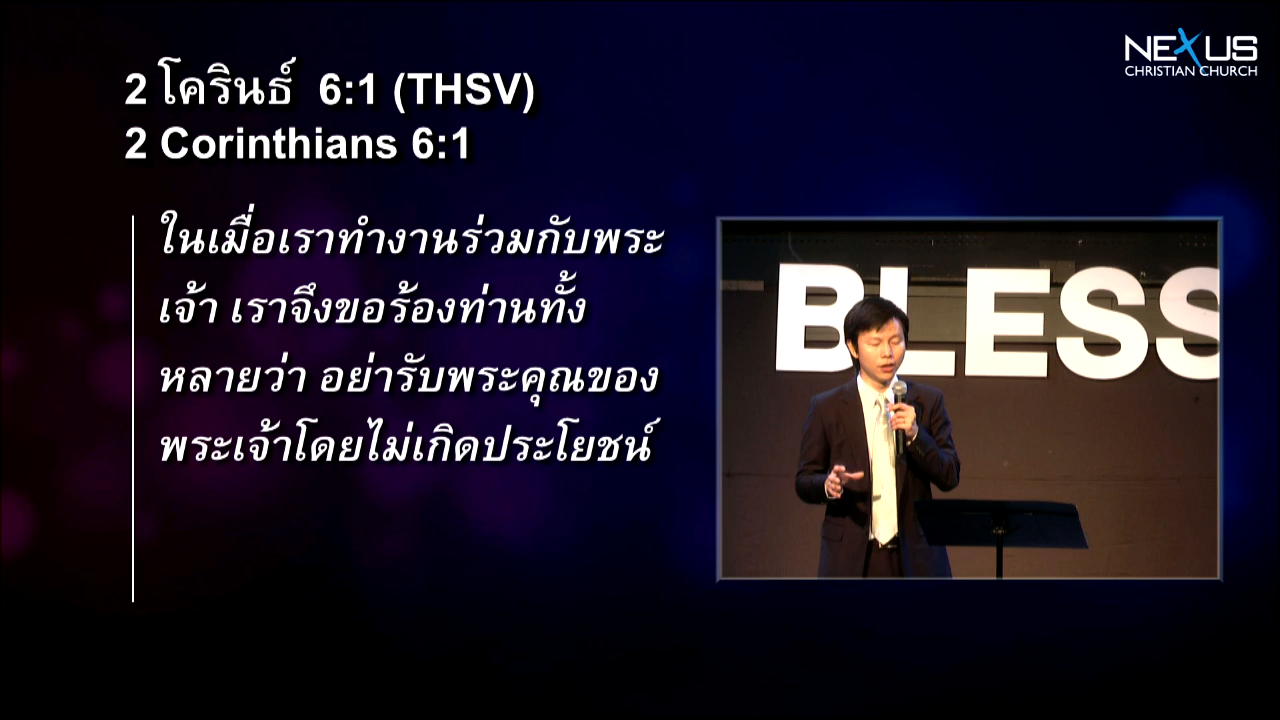 NEXUS
CHRISTIAN CHURCH
2 โครินธ์ 6:1 (THSV)
2 Corinthians 6:1
ในเมื่อเราทำงานร่วมกับพระ
เจ้า เราจึงขอร้องท่านทั้ง
หลายว่า อย่ารับพระคุณของ
พระเจ้าโดยไม่เกิดประโยชน์
BLESS